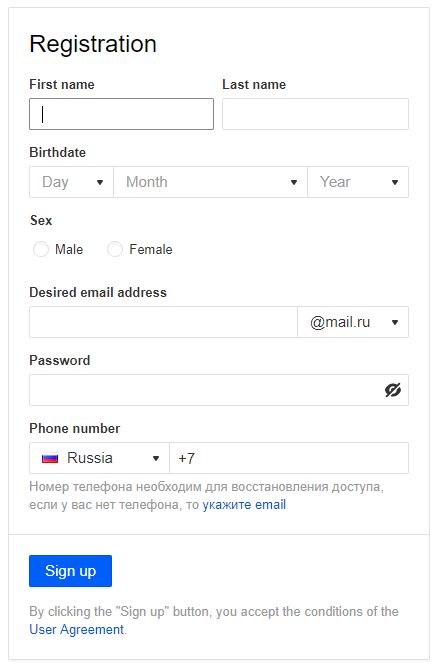 Registration
First name Last name
Birthdate
Day Month Year
Sex
Male Female
Desired email address
@mail.ru
Password
Phone number
Russia +7
Номер телефона необходим для восстановления доступа,
если у вас нет телефона, то укажите email
Sign up
By clicking the "Sign up" button, you accept the conditions of the
User Agreement.